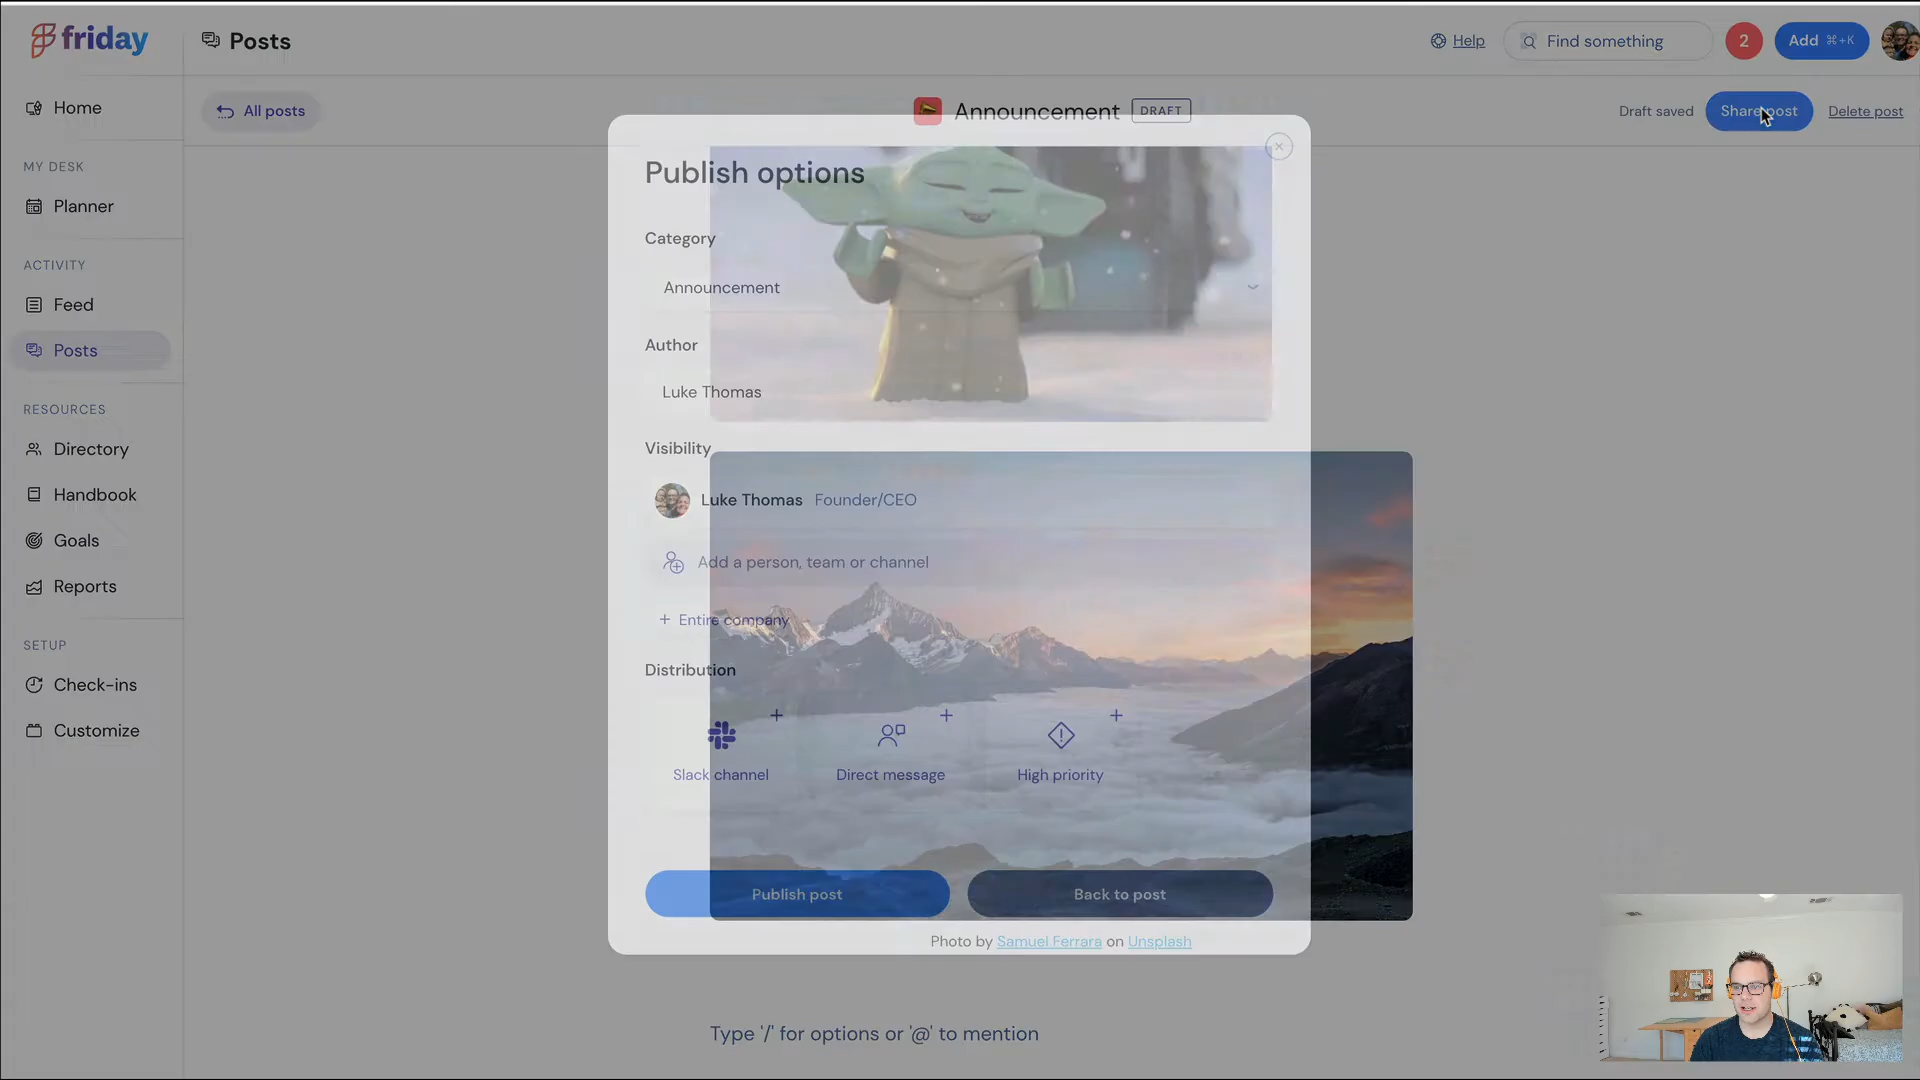 friday
Posts
Help
Find something
2
Add ⌘+K
Home
All posts
Announcement
DRAFT
Draft saved
Share post
Delete post
MY DESK
Planner
ACTIVITY
Feed
Posts
RESOURCES
Directory
Handbook
Goals
Reports
SETUP
Check-ins
Customize
Publish options
Category
Announcement
Author
Luke Thomas
Visibility
Luke Thomas Founder/CEO
Add a person, team or channel
+ Entire company
Distribution
Slack channel
Direct message
High priority
Publish post
Back to post
Photo by Samuel Ferrara on Unsplash
Type '/' for options or '@' to mention